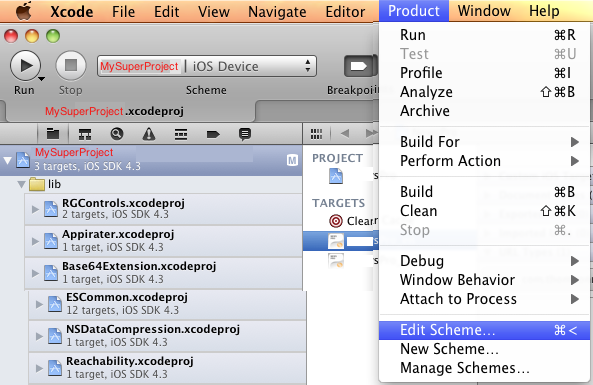 Xcode File Edit View Navigate Editor Product Window Help
MySuperProject | iOS Device
Run Stop Scheme Breakpoin
MySuperProject.xcodeproj
MySuperProject M
3 targets, iOS SDK 4.3
lib
RGControls.xcodeproj
2 targets, iOS SDK 4.3
Appirater.xcodeproj
1 target, iOS SDK 4.3
Base64Extension.xcodeproj
1 target, iOS SDK 4.3
ESCommon.xcodeproj
12 targets, iOS SDK 4.3
NSDataCompression.xcodeproj
1 target, iOS SDK 4.3
Reachability.xcodeproj
1 target, iOS SDK 4.3
PROJECT
TARGETS
Clear
Run ⌘R
Test ⌘U
Profile ⌘I
Analyze ⇧⌘B
Archive
Build For
Perform Action
Build ⌘B
Clean ⇧⌘K
Stop ⌘.
Debug
Window Behavior
Attach to Process
Edit Scheme... ⌘<
New Scheme...
Manage Schemes...